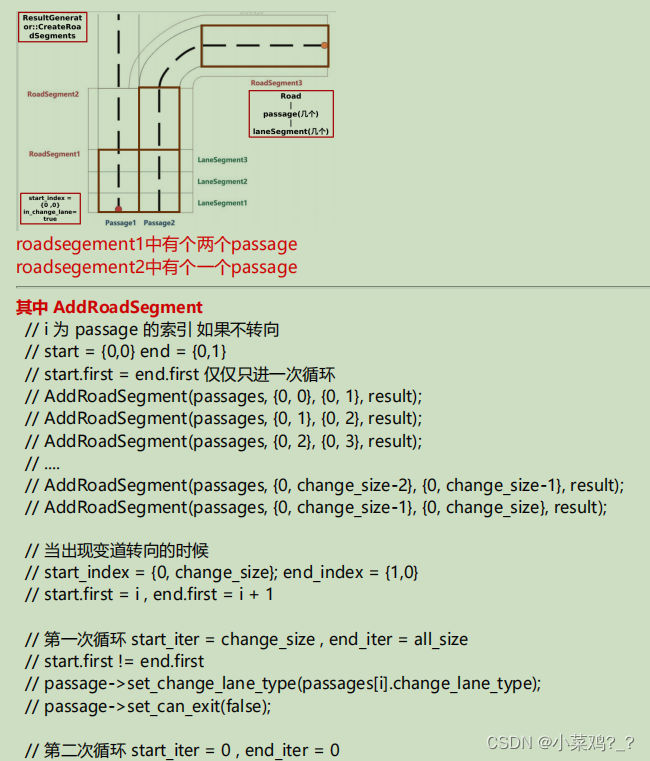 ResultGenerat
or::CreateRoa
dSegments
RoadSegment3
RoadSegment2
Road
|
passage(几个)
|
laneSegment(几个)
RoadSegment1
LaneSegment3
LaneSegment2
LaneSegment1
start_index =
{0 ,0}
in_change_lane=
true
Passage1
Passage2
roadsegement1中有个两个passage
roadsegement2中有个一个passage
其中 AddRoadSegment
// i 为 passage 的索引 如果不转向
// start = {0,0} end = {0,1}
// start.first = end.first 仅仅只进一次循环
// AddRoadSegment(passages, {0, 0}, {0, 1}, result);
// AddRoadSegment(passages, {0, 1}, {0, 2}, result);
// AddRoadSegment(passages, {0, 2}, {0, 3}, result);
// ....
// AddRoadSegment(passages, {0, change_size-2}, {0, change_size-1}, result);
// AddRoadSegment(passages, {0, change_size-1}, {0, change_size}, result);
// 当出现变道转向的时候
// start_index = {0, change_size}; end_index = {1,0}
// start.first = i , end.first = i + 1
// 第一次循环 start_iter = change_size , end_iter = all_size
// start.first != end.first
// passage->set_change_lane_type(passages[i].change_lane_type);
// passage->set_can_exit(false);
// 第二次循环 start_iter = 0 , end_iter = 0
CSDN @小菜鸡?_?